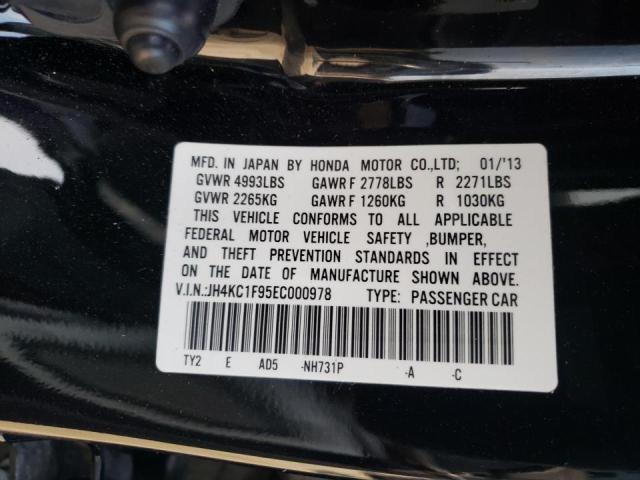 MFD. IN JAPAN BY HONDA MOTOR CO.,LTD; 01/'13
GVWR 4993LBS GAWR F 2778LBS R 2271LBS
GVWR 2265KG GAWR F 1260KG R 1030KG
THIS VEHICLE CONFORMS TO ALL APPLICABLE
FEDERAL MOTOR VEHICLE SAFETY ,BUMPER,
AND THEFT PREVENTION STANDARDS IN EFFECT
ON THE DATE OF MANUFACTURE SHOWN ABOVE.
V.I.N.:JH4KC1F95EC000978 TYPE: PASSENGER CAR
TY2 E AD5 -NH731P -A -C